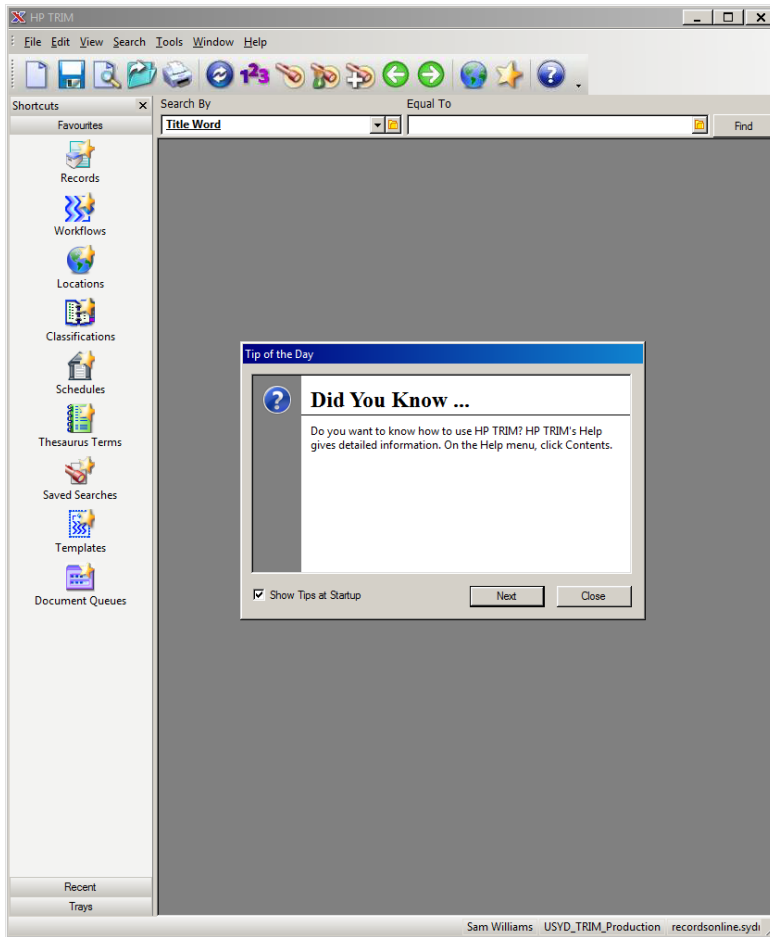 HP TRIM
File Edit View Search Tools Window Help
123
Shortcuts
Search By Equal To
Favourites
Title Word
Find
Records
Workflows
Locations
Classifications
Schedules
Thesaurus Terms
Saved Searches
Templates
Document Queues
Tip of the Day
Did You Know ...
Do you want to know how to use HP TRIM? HP TRIM's Help
gives detailed information. On the Help menu, click Contents.
Show Tips at Startup
Next
Close
Recent
Trays
Sam Williams USYD_TRIM_Production recordsonline.syd